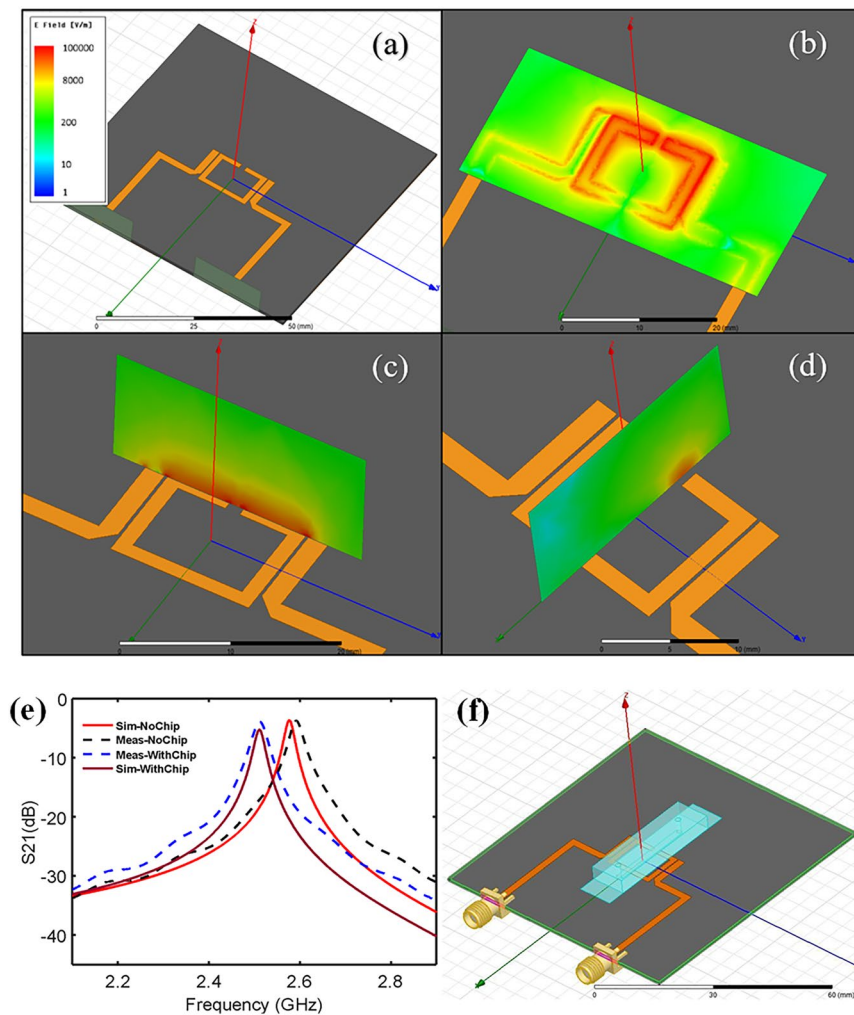 E Field [V/m]
100000
8000
200
10
1
(a)
Z
Y
0
25
50 (mm)
(b)
Z
0
10
20 (mm)
(c)
Z
Y
0
10
20 (mm)
(d)
Z
Y
0
5
10 (mm)
(e)
0
-10
-20
-30
-40
S21(dB)
Sim-NoChip
Meas-NoChip
Meas-WithChip
Sim-WithChip
2.2
2.4
2.6
2.8
Frequency (GHz)
(f)
Z
0
30
60 (mm)